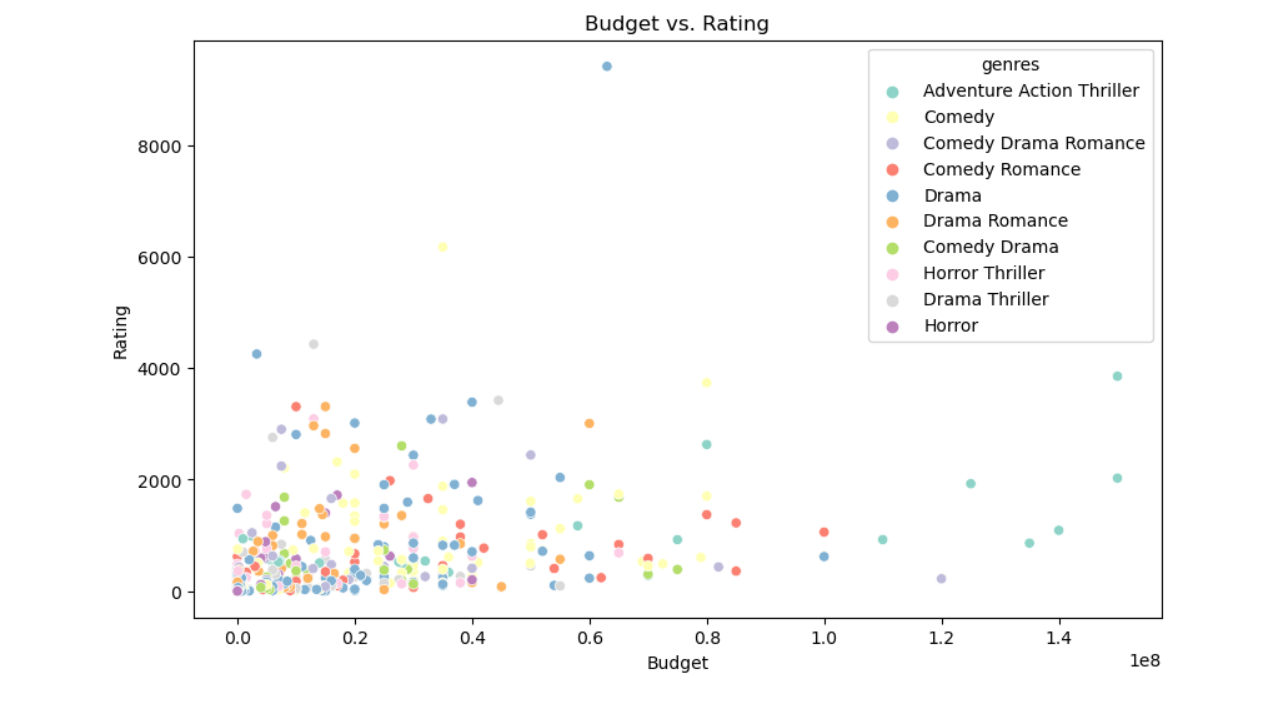 Budget vs. Rating
genres
Adventure Action Thriller
Comedy
Comedy Drama Romance
Comedy Romance
Drama
Drama Romance
Comedy Drama
Horror Thriller
Drama Thriller
Horror
Rating
8000
6000
4000
2000
0
0.0 0.2 0.4 0.6 0.8 1.0 1.2 1.4
1e8
Budget